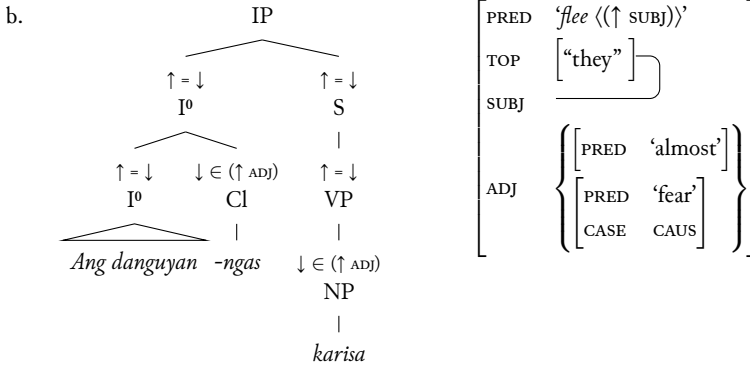 b.
IP
↑ = ↓ ↑ = ↓
I⁰ S
↑ = ↓ ↓ ∈ (↑ ADJ) ↑ = ↓
I⁰ Cl VP
Ang danguyan -ngas ↓ ∈ (↑ ADJ)
NP
karisa
PRED ‘flee ⟨(↑ SUBJ)⟩’
TOP [“they”]
SUBJ
ADJ
PRED ‘almost’
PRED ‘fear’
CASE CAUS